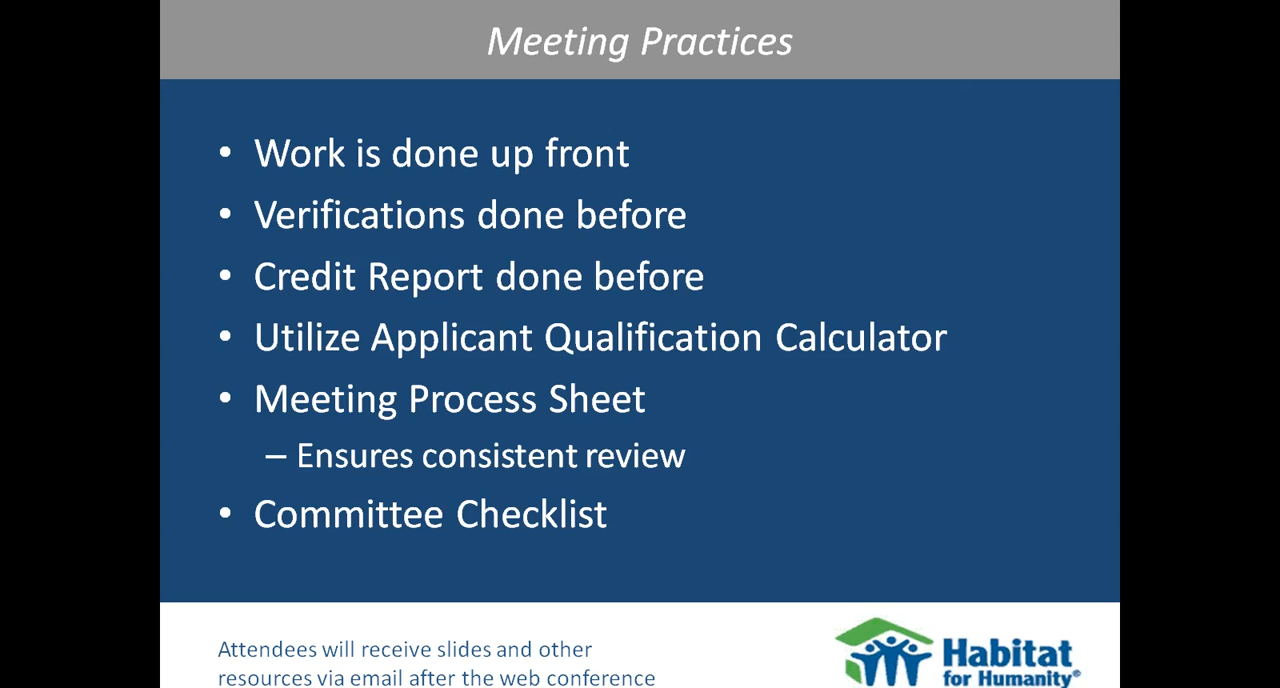 Meeting Practices
• Work is done up front
• Verifications done before
• Credit Report done before
• Utilize Applicant Qualification Calculator
• Meeting Process Sheet
– Ensures consistent review
• Committee Checklist
Attendees will receive slides and other
resources via email after the web conference
Habitat
for Humanity®